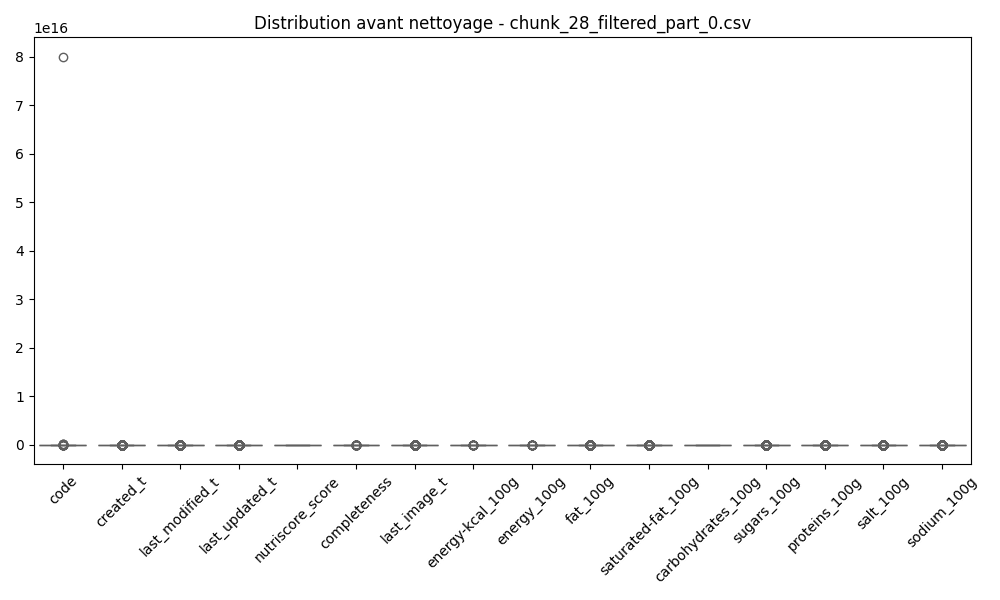 Distribution avant nettoyage - chunk_28_filtered_part_0.csv
1e16
8
7
6
5
4
3
2
1
0
code
created_t
last_modified_t
last_updated_t
nutriscore_score
completeness
last_image_t
energy-kcal_100g
energy_100g
fat_100g
saturated-fat_100g
carbohydrates_100g
sugars_100g
proteins_100g
salt_100g
sodium_100g